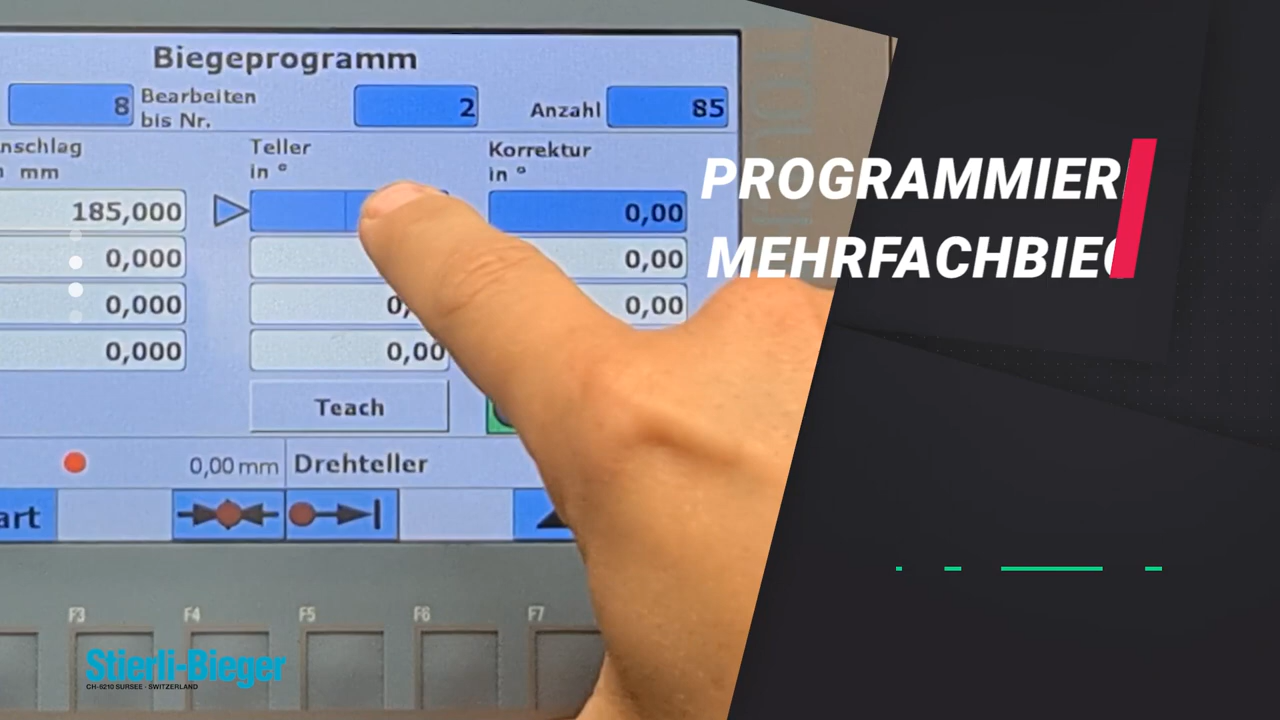 Biegeprogramm
8
Bearbeiten
bis Nr.
2
Anzahl
85
nschlag
mm
Teller
in °
Korrektur
in °
185,000
0,00
0,000
0,00
0,000
0,
0,00
0,000
0,00
Teach
0,00 mm
Drehteller
art
F3
F4
F5
F6
F7
Stierli-Bieger
CH-6210 SURSEE - SWITZERLAND
PROGRAMMIER
MEHRFACHBIEG